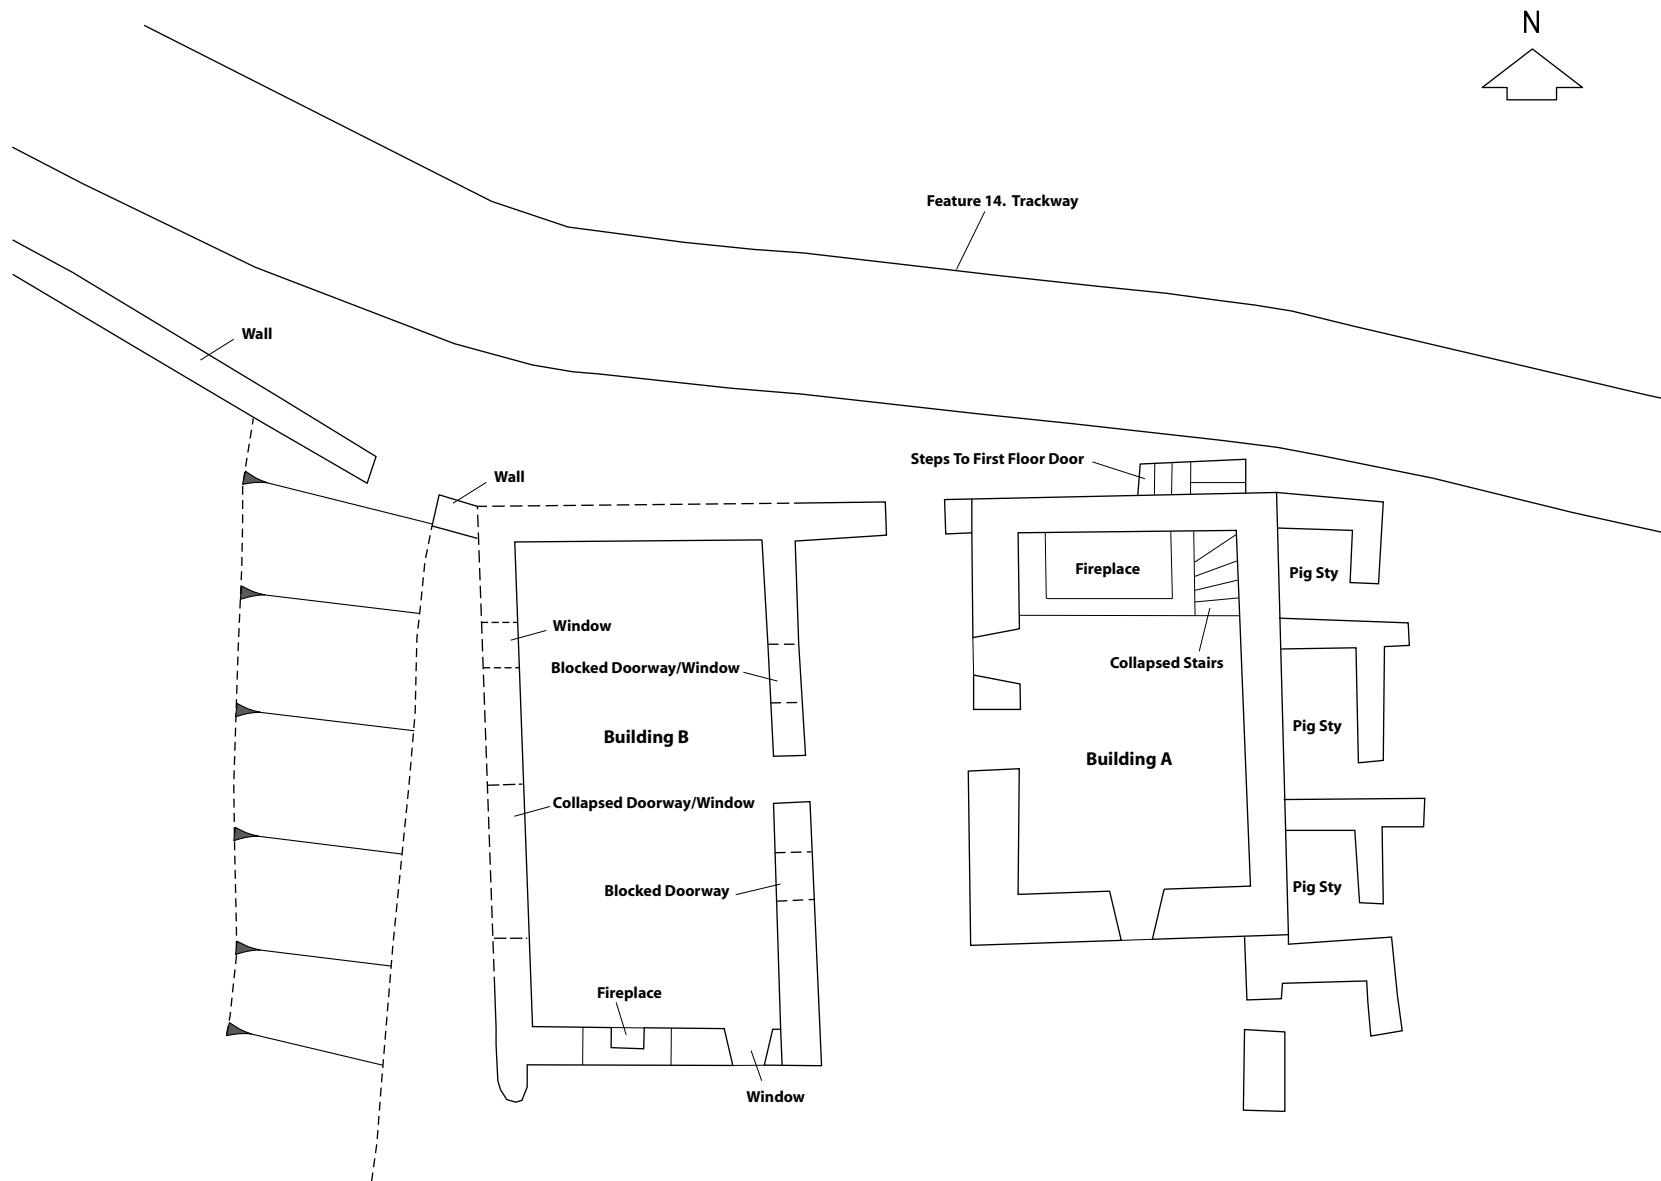 N
Feature 14. Trackway
Wall
Steps To First Floor Door
Wall
Fireplace
Pig Sty
Window
Collapsed Stairs
Blocked Doorway/Window
Pig Sty
Building B
Building A
Collapsed Doorway/Window
Blocked Doorway
Pig Sty
Fireplace
Window